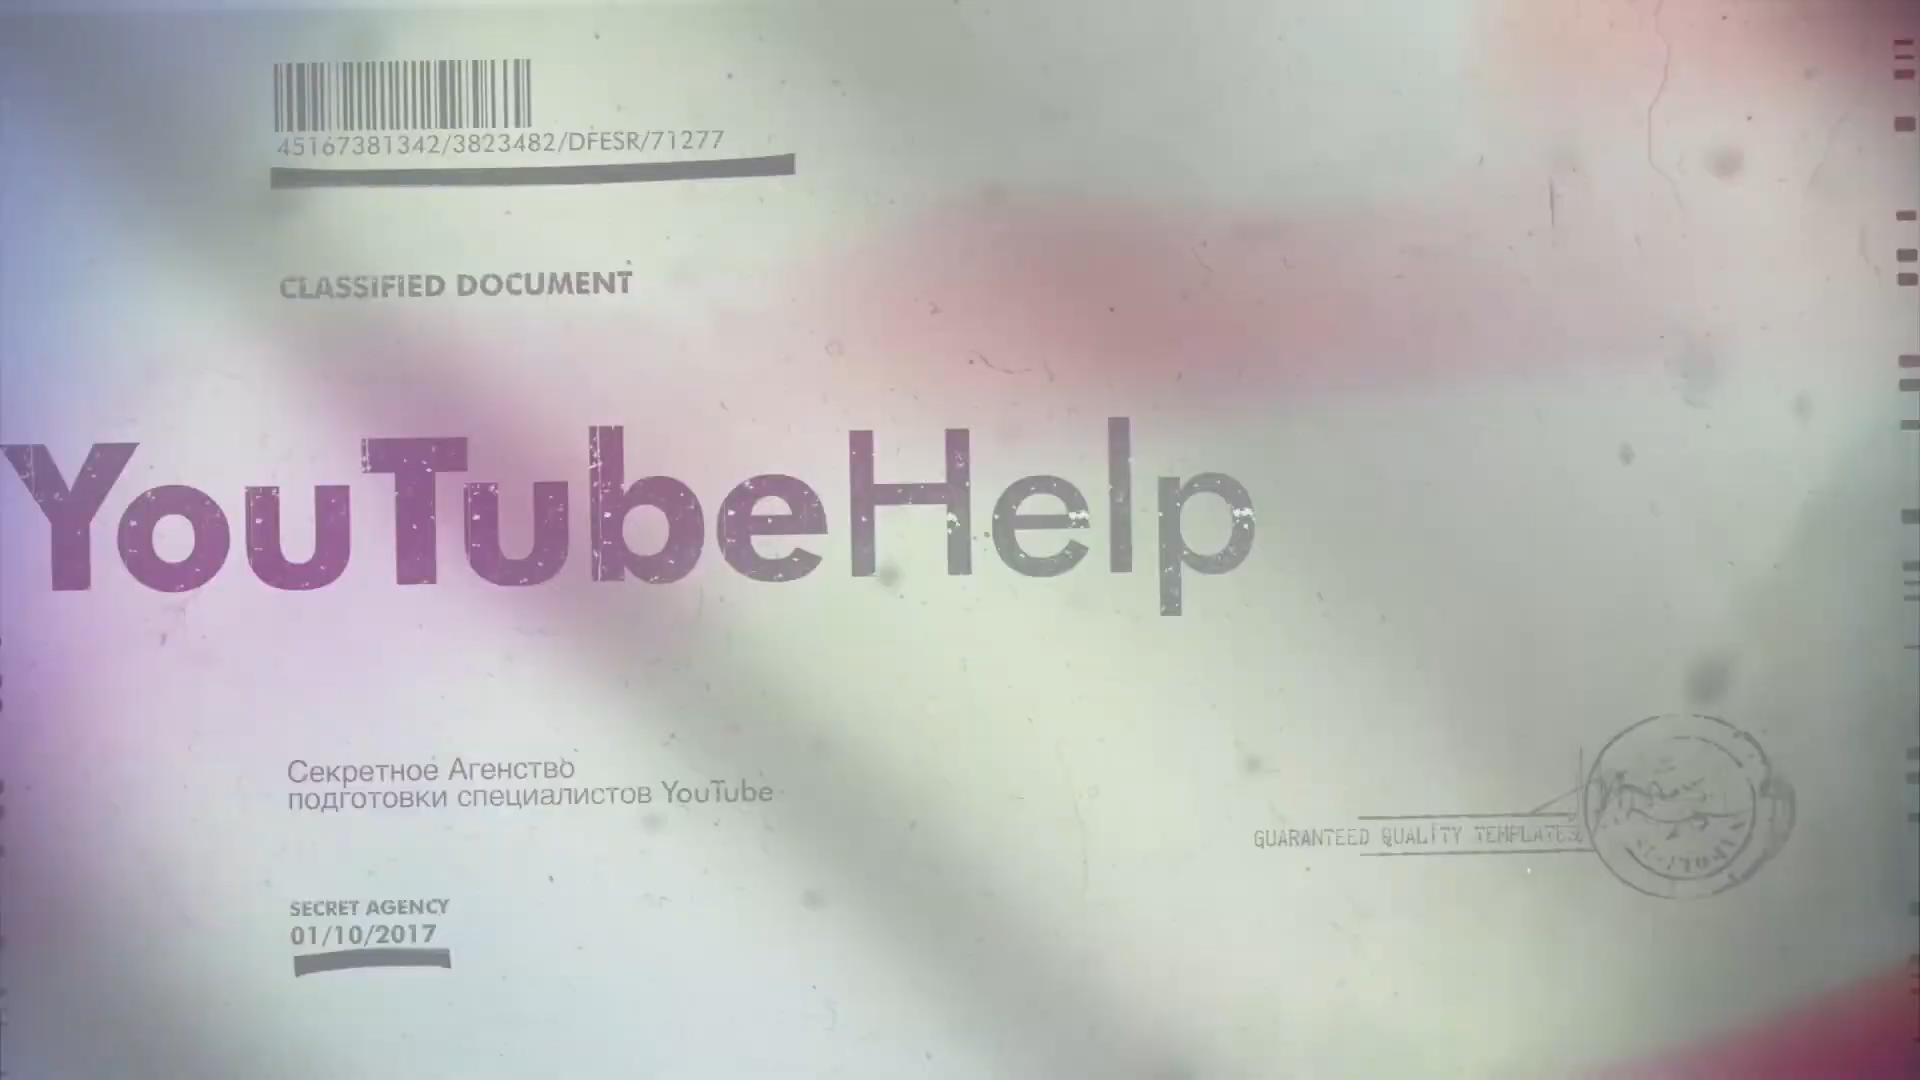 45167381342/3823482/DFESR/71277
CLASSIFIED DOCUMENT
YouTubeHelp
Секретное Агенство
подготовки специалистов YouTube
GUARANTEED QUALITY TEMPLATES
SECRET AGENCY
01/10/2017